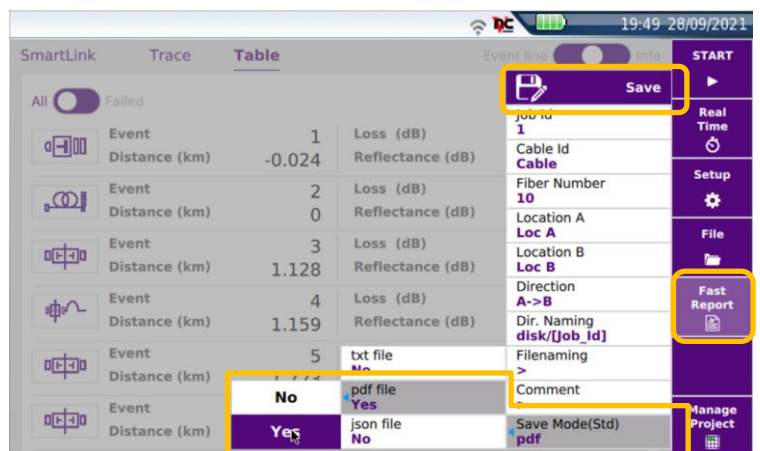 19:49 28/09/2021
SmartLink Trace Table Event line Info START
All Failed
Save
Job Id
1
Real
Time
Event 1 Loss (dB)
Distance (km) -0.024 Reflectance (dB)
Cable Id
Cable
Setup
Event 2 Loss (dB)
Distance (km) 0 Reflectance (dB)
Fiber Number
10
Location A
Loc A
File
Event 3 Loss (dB)
Distance (km) 1.128 Reflectance (dB)
Location B
Loc B
Fast
Report
Event 4 Loss (dB)
Distance (km) 1.159 Reflectance (dB)
Direction
A->B
Dir. Naming
disk/[Job_Id]
Event 5
Distance (km)
txt file
No
Filenaming
>
Event
Distance (km)
No
Yes
pdf file
Yes
json file
No
Comment
Save Mode(Std)
pdf
Manage
Project